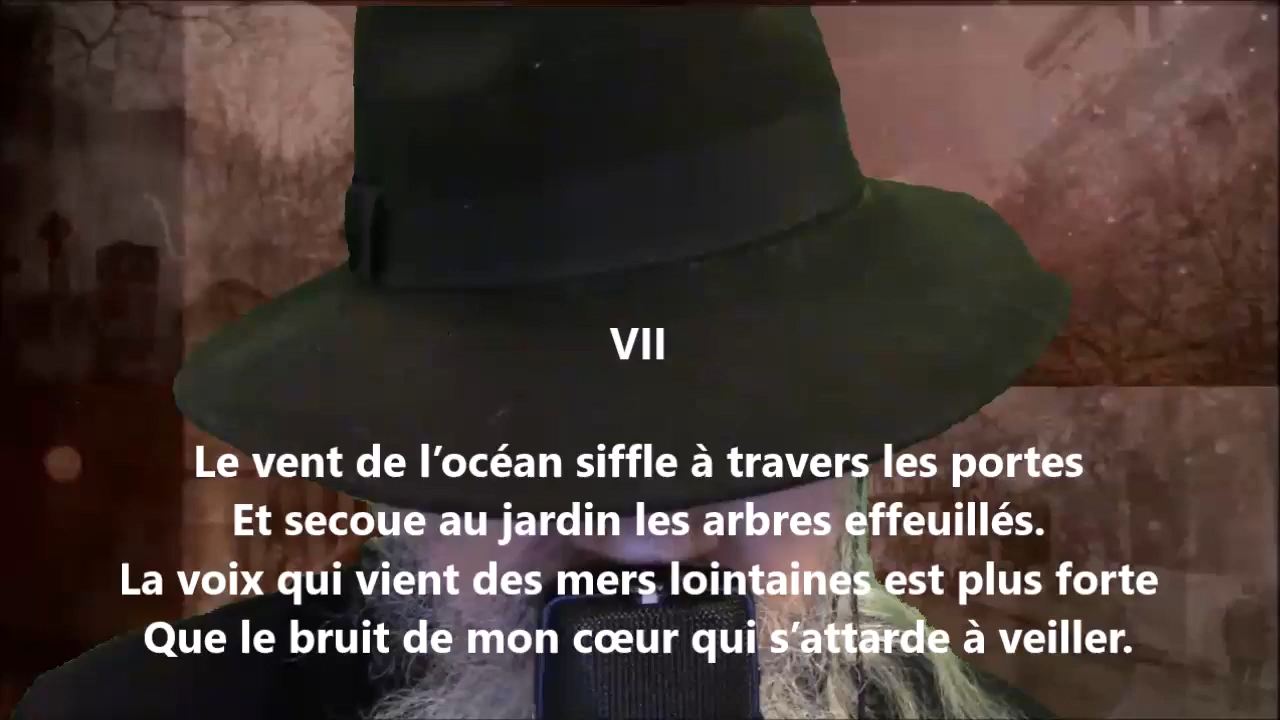 VII
Le vent de l’océan siffle à travers les portes
Et secoue au jardin les arbres effeuillés.
La voix qui vient des mers lointaines est plus forte
Que le bruit de mon cœur qui s’attarde à veiller.